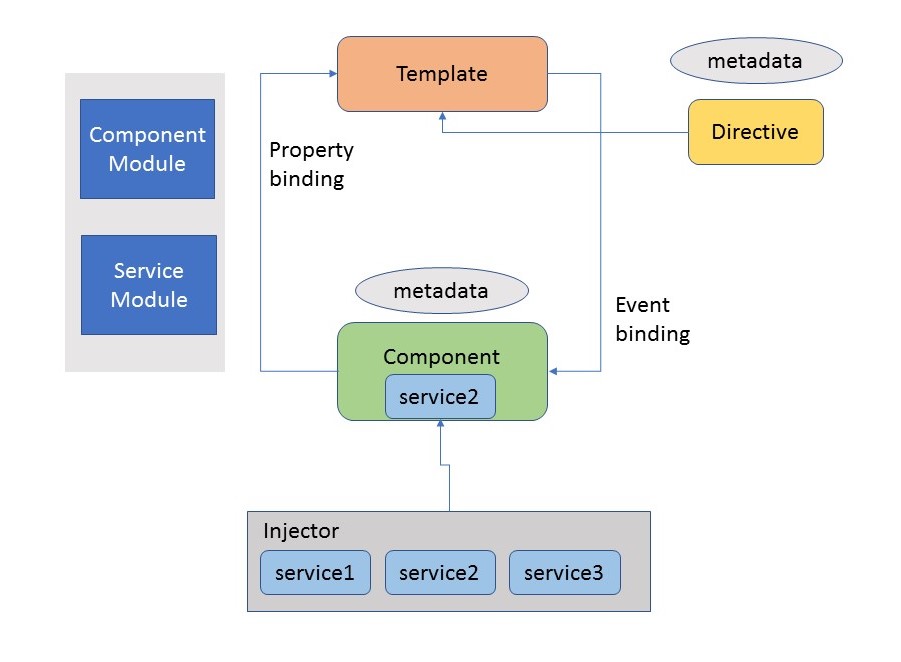 metadata
Template
Directive
Component
Module
Property
binding
Service
Module
metadata
Event
binding
Component
service2
Injector
service1
service2
service3